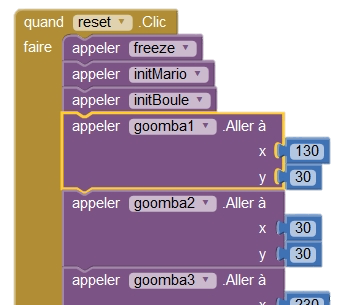 quand reset .Clic
faire appeler freeze
appeler initMario
appeler initBoule
appeler goomba1 .Aller à
x 130
y 30
appeler goomba2 .Aller à
x 30
y 30
appeler goomba3 .Aller à
x 230